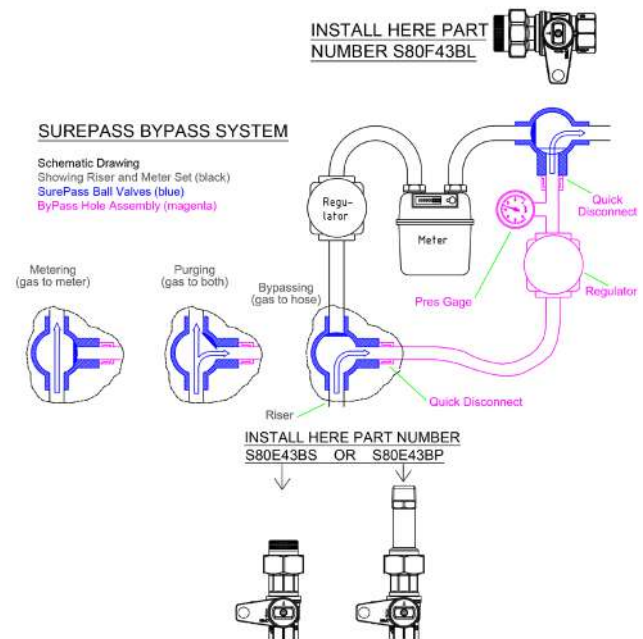 INSTALL HERE PART
NUMBER S80F43BL
SUREPASS BYPASS SYSTEM
Schematic Drawing
Showing Riser and Meter Set (black)
SurePass Ball Valves (blue)
ByPass Hole Assembly (magenta)
Regu-
lator
Meter
Quick
Disconnect
Pres Gage
Regulator
Metering
(gas to meter)
Purging
(gas to both)
Bypassing
(gas to hose)
Quick Disconnect
Riser
INSTALL HERE PART NUMBER
S80E43BS OR S80E43BP